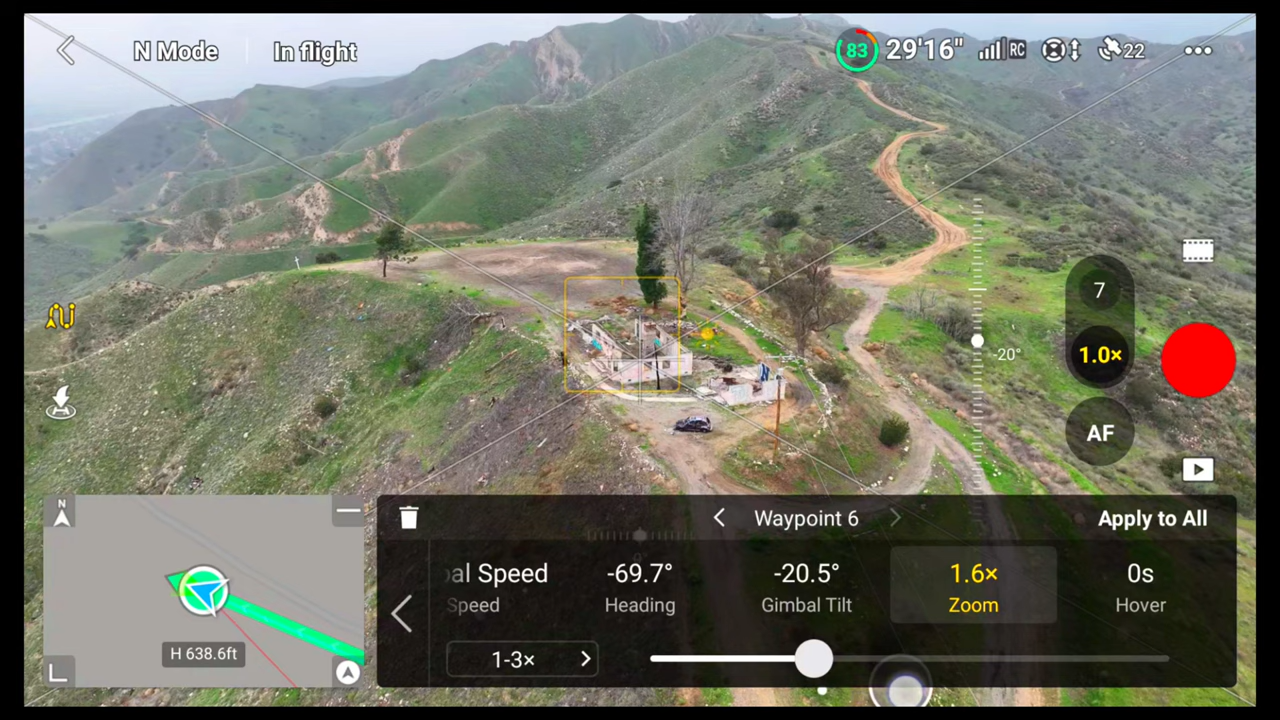 N Mode
In flight
83
29'16"
RC
22
7
1.0×
-20°
AF
N
H 638.6ft
Waypoint 6
Apply to All
al Speed
Speed
-69.7°
Heading
-20.5°
Gimbal Tilt
1.6×
Zoom
0s
Hover
1-3×